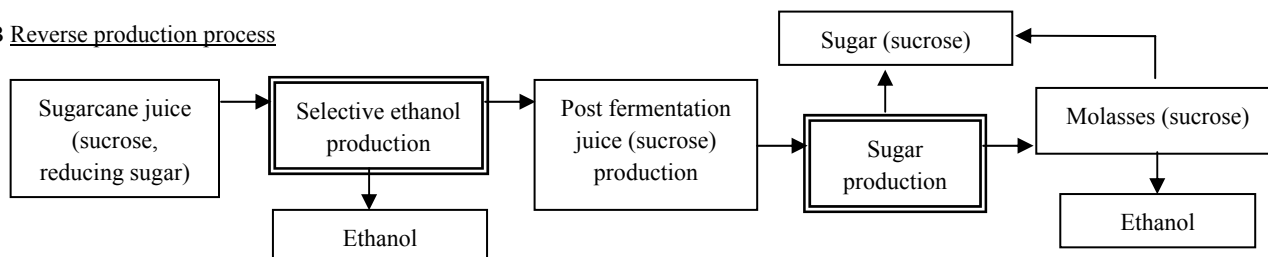 B Reverse production process
Sugar (sucrose)
Sugarcane juice
(sucrose,
reducing sugar)
Selective ethanol
production
Post fermentation
juice (sucrose)
production
Sugar
production
Molasses (sucrose)
Ethanol
Ethanol